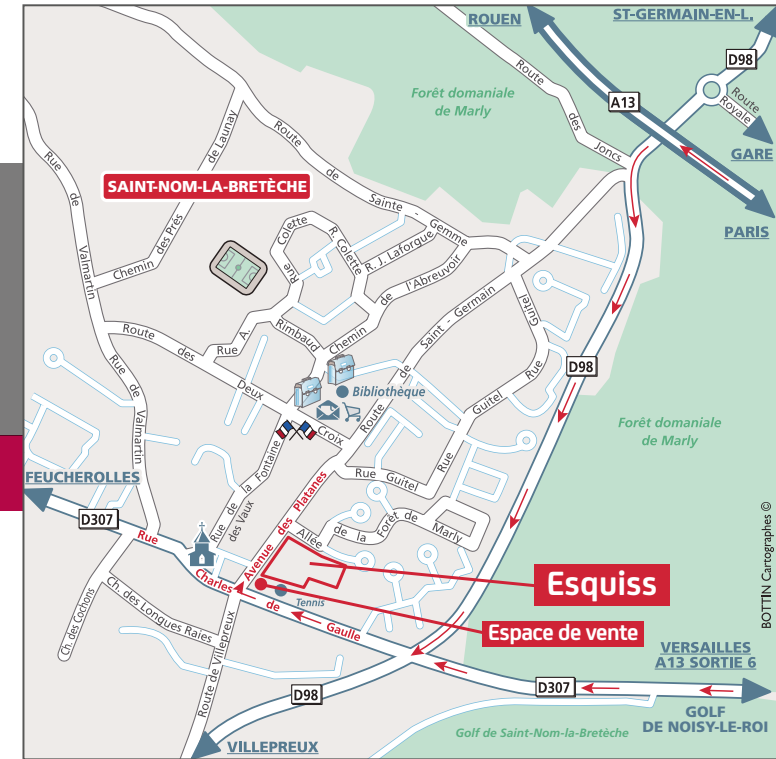 ROUEN
ST-GERMAIN-EN-L.
D98
A13
Route
Royale
GARE
PARIS
Forêt domaniale
de Marly
Route
des
Joncs
Rue
de
Valmartin
Chemin
des Prés
de Launay
Route
de
Sainte - Gemme
SAINT-NOM-LA-BRETÈCHE
Rue
Colette
R. Colette
R. J. Laforgue
Chemin
de
l'Abreuvoir
Rue A.
Rimbaud
Route
de
Saint - Germain
Guitel
Rue
Guitel
Rue
Rue Guitel
Route
des
Deux
Croix
Rue
de
Valmartin
Bibliothèque
D98
Forêt domaniale
de Marly
FEUCHEROLLES
D307
Rue
Charles
de
Gaulle
Rue de la Fontaine
des Vaux
Avenue des Platanes
Allée
de
la
Forêt
de
Marly
Tennis
Esquiss
Espace de vente
Ch. des Cochons
Ch. des Longues Raies
Route de Villepreux
D98
VILLEPREUX
D307
VERSAILLES
A13 SORTIE 6
GOLF
DE NOISY-LE-ROI
Golf de Saint-Nom-la-Bretèche
BOTTIN Cartographes ©